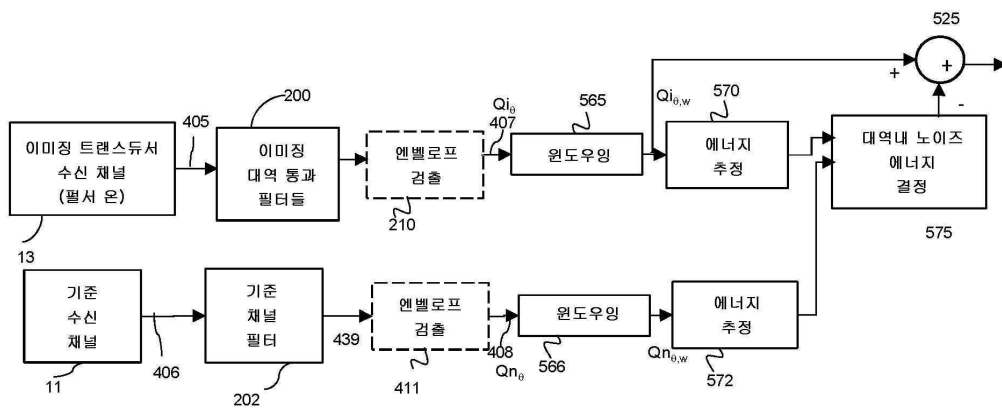 525
+
+
-
200
405
Qiθ
407
565
Qiθ,w
570
이미징 트랜스듀서
수신 채널
(펄서 온)
이미징
대역 통과
필터들
엔벨로프
검출
윈도우잉
에너지
추정
대역내 노이즈
에너지
결정
13
210
575
기준
수신
채널
기준
채널
필터
엔벨로프
검출
윈도우잉
에너지
추정
406
439
408
Qnθ
566
Qnθ,w
572
11
202
411